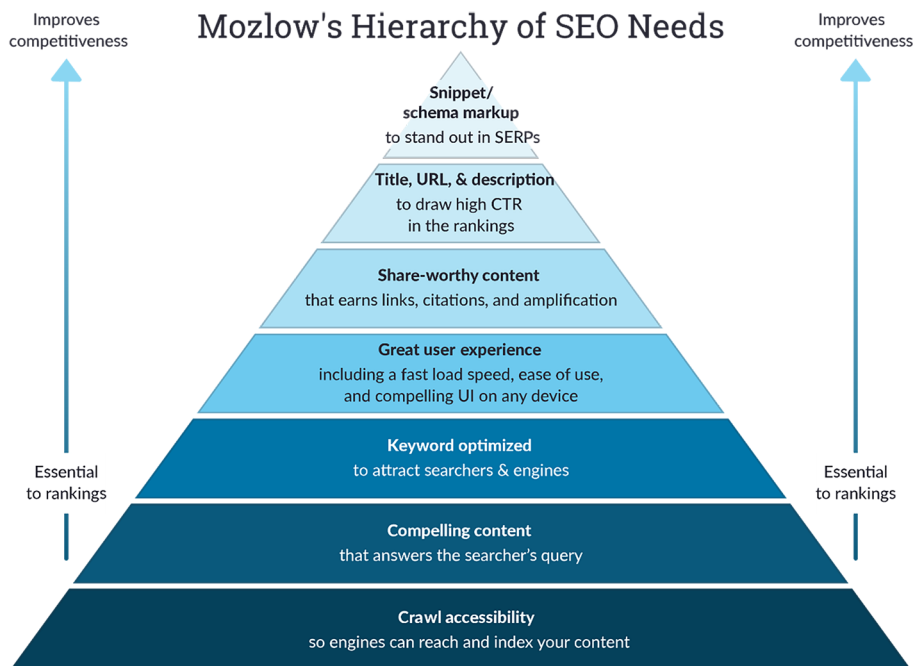 Mozlow's Hierarchy of SEO Needs
Improves
competitiveness
Improves
competitiveness
Snippet/
schema markup
to stand out in SERPs
Title, URL, & description
to draw high CTR
in the rankings
Share-worthy content
that earns links, citations, and amplification
Great user experience
including a fast load speed, ease of use,
and compelling UI on any device
Keyword optimized
to attract searchers & engines
Essential
to rankings
Essential
to rankings
Compelling content
that answers the searcher's query
Crawl accessibility
so engines can reach and index your content